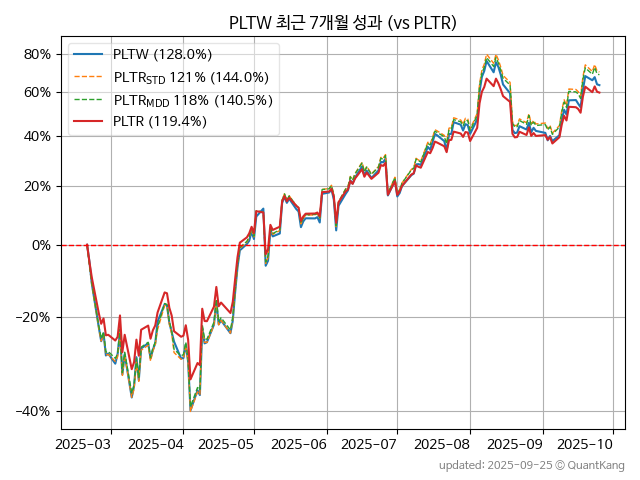 PLTW 최근 7개월 성과 (vs PLTR)
PLTW (128.0%)
PLTR_STD 121% (144.0%)
PLTR_MDD 118% (140.5%)
PLTR (119.4%)
80%
60%
40%
20%
0%
−20%
−40%
2025-03 2025-04 2025-05 2025-06 2025-07 2025-08 2025-09 2025-10
updated: 2025-09-25 © QuantKang